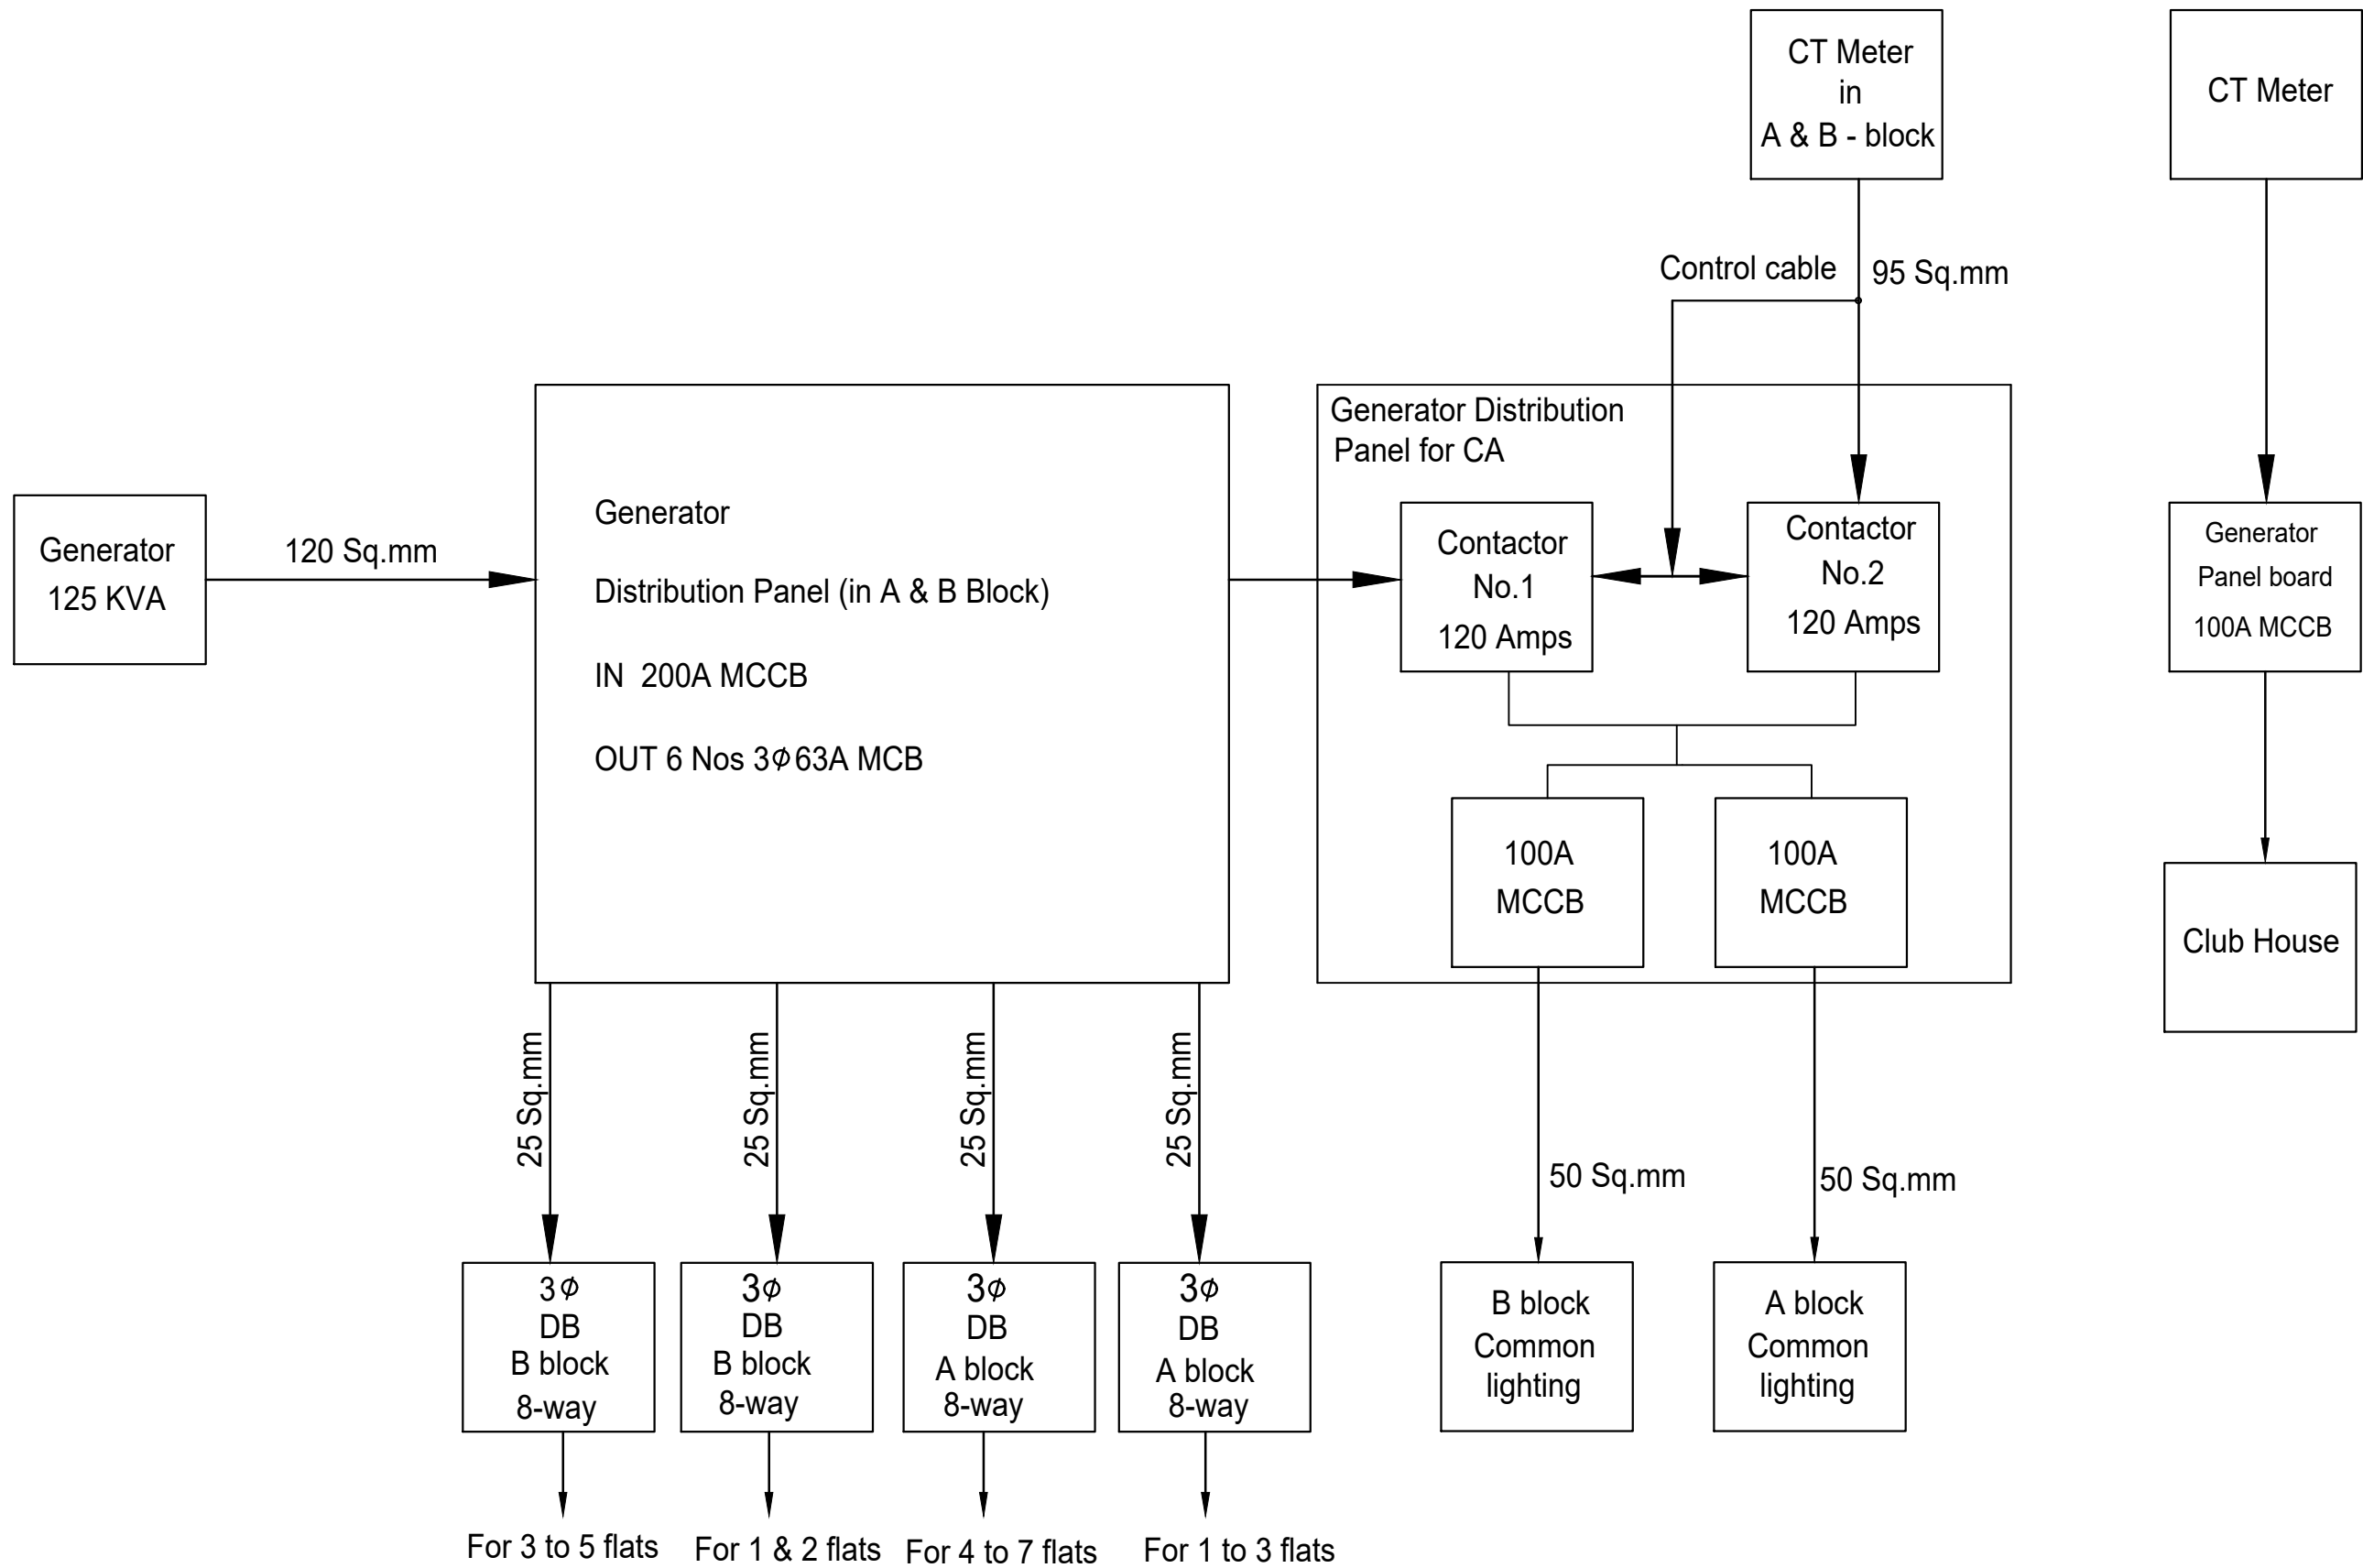 CT Meter
in
A & B - block
CT Meter
Control cable
95 Sq.mm
Generator Distribution
Panel for CA
Generator
125 KVA
120 Sq.mm
Generator
Distribution Panel (in A & B Block)
IN 200A MCCB
OUT 6 Nos 3ϕ 63A MCB
Contactor
No.1
120 Amps
Contactor
No.2
120 Amps
Generator
Panel board
100A MCCB
100A
MCCB
100A
MCCB
Club House
25 Sq.mm
25 Sq.mm
25 Sq.mm
25 Sq.mm
50 Sq.mm
50 Sq.mm
3ϕ
DB
B block
8-way
3ϕ
DB
B block
8-way
3ϕ
DB
A block
8-way
3ϕ
DB
A block
8-way
B block
Common
lighting
A block
Common
lighting
For 3 to 5 flats
For 1 & 2 flats
For 4 to 7 flats
For 1 to 3 flats